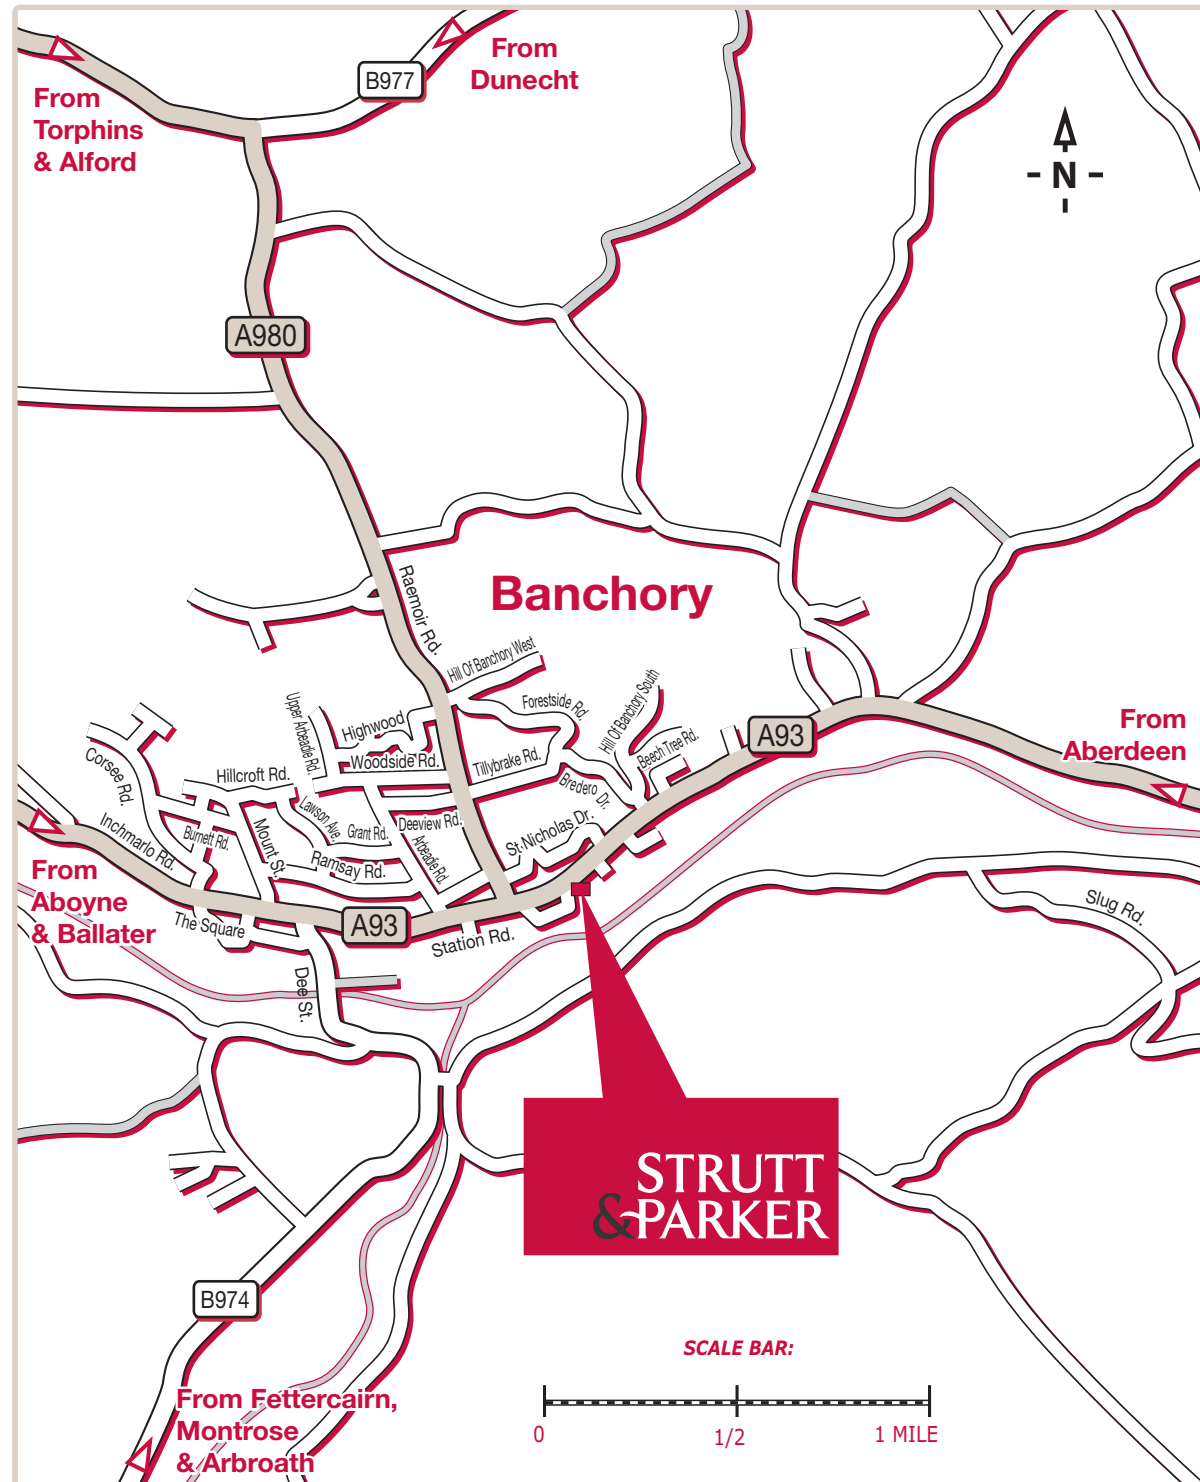 From
Dunecht
B977
From
Torphins
& Alford
N
A980
Banchory
Raemoir Rd.
Hill Of Banchory West
Forestside Rd.
Hill Of Banchory South
Beech Tree Rd.
A93
From
Aberdeen
Upper Arbeadie Rd.
Highwood
Woodside Rd.
Tillybrake Rd.
Bredero Dr.
Corsee Rd.
Hillcroft Rd.
Lawson Ave.
Grant Rd.
Deeview Rd.
St. Nicholas Dr.
Inchmarlo Rd.
Burnett Rd.
Mount St.
Ramsay Rd.
Arbeadie Rd.
From
Aboyne
& Ballater
The Square
A93
Station Rd.
Slug Rd.
Dee St.
STRUTT
&PARKER
B974
SCALE BAR:
0
1/2
1 MILE
From Fettercairn,
Montrose
& Arbroath